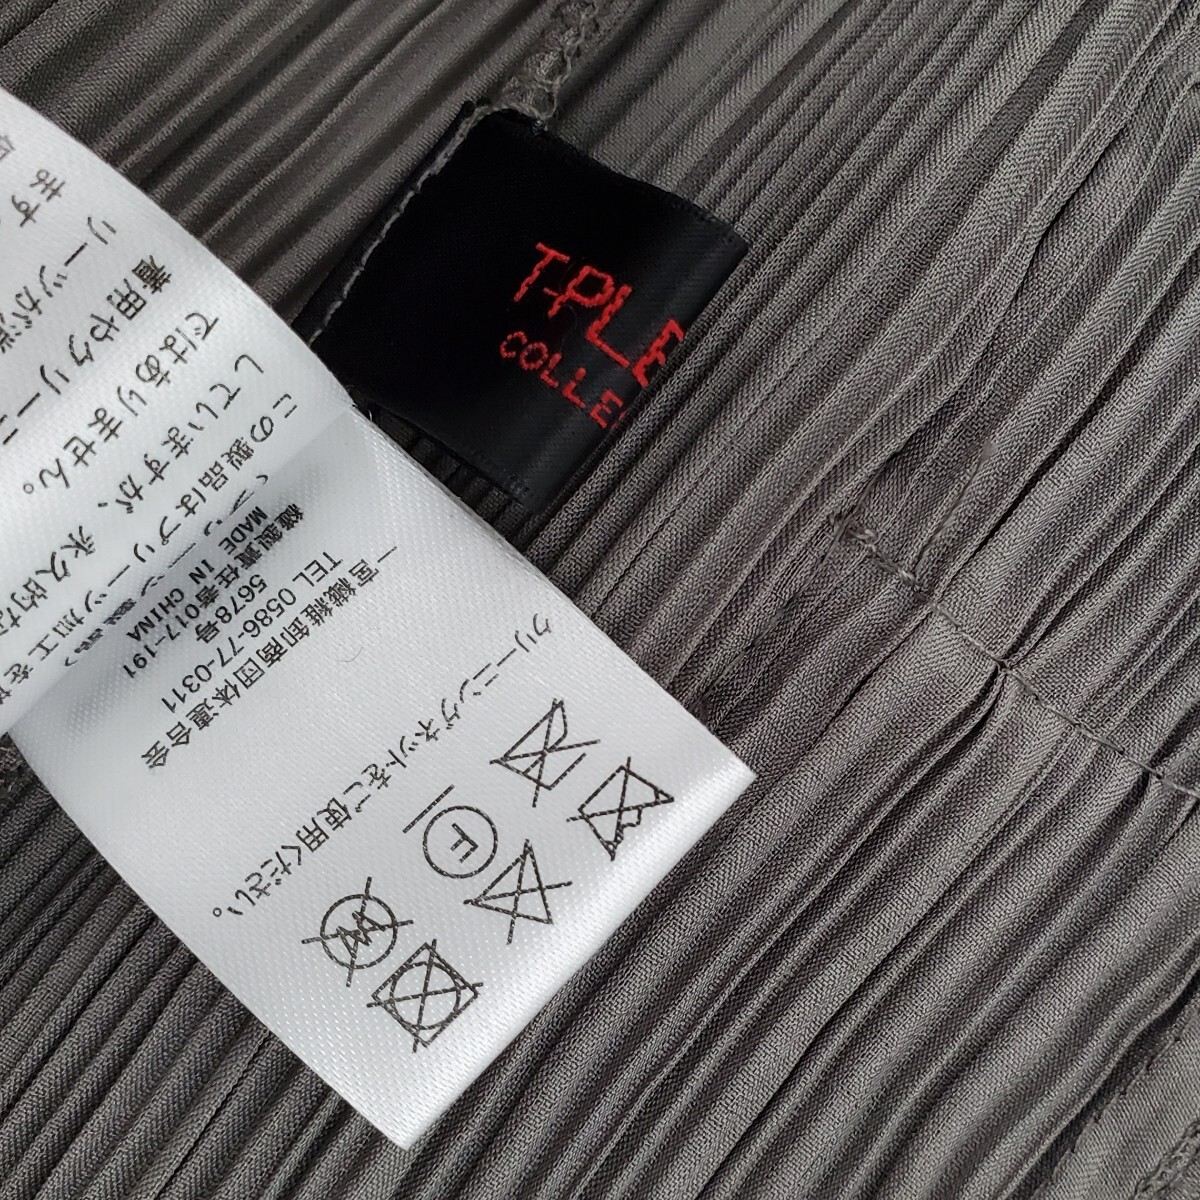 T-PLE
COLLE
この製品はプリーツ加工を
していますが、永久的な
ではありません。
着用やクリーニ
リーツが
ます
クリーニングネットをご使用ください。
一宮繊維卸商団体連合会
TEL 0586-77-0311
5678号
縫製責任者017-191
MADE IN CHINA
F
W